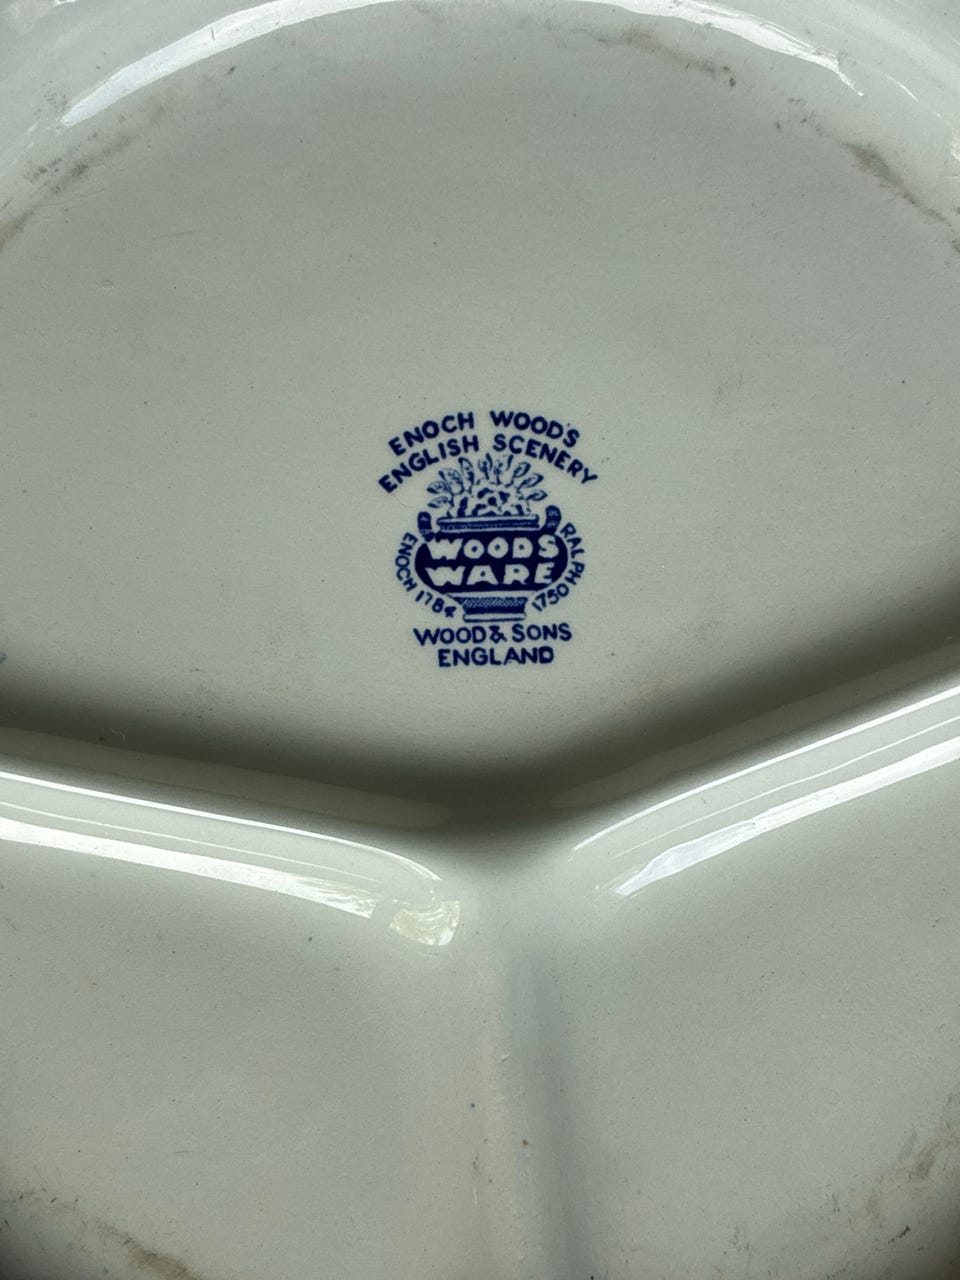 ENOCH WOOD'S
ENGLISH SCENERY
WOODS
WARE
ENOCH 1784
RALPH 1750
WOOD & SONS
ENGLAND